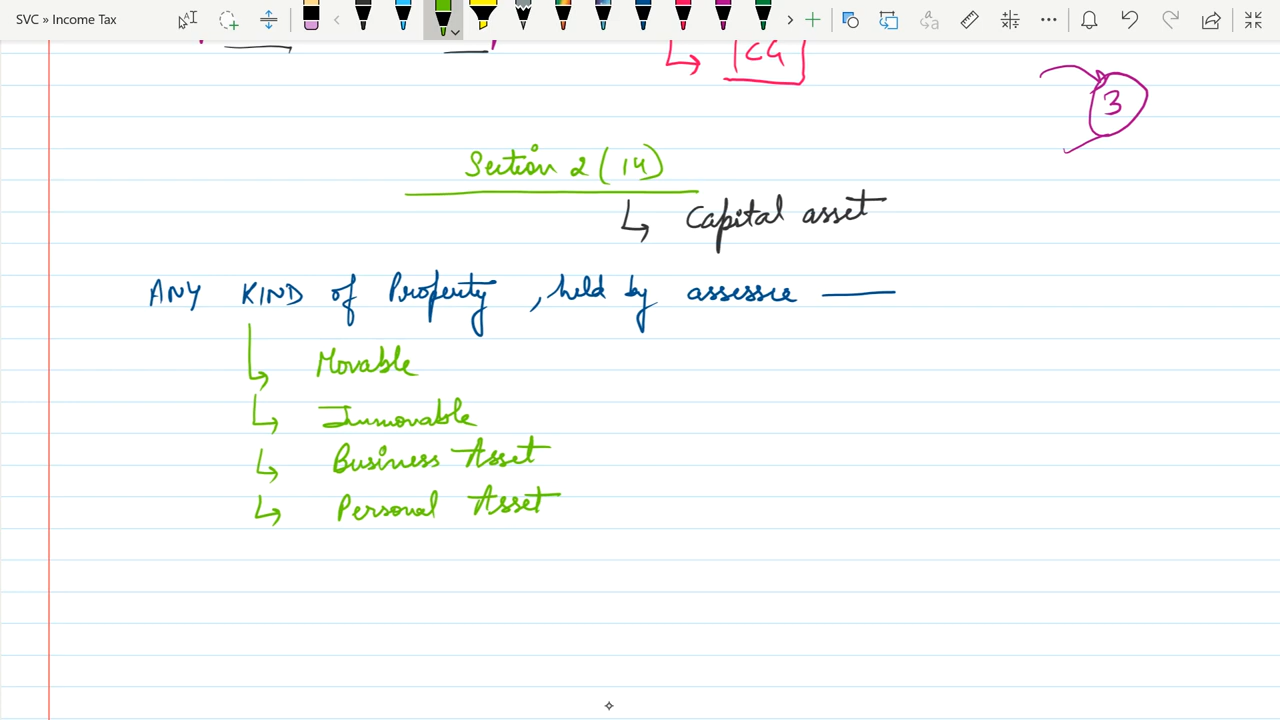 SVC » Income Tax
CG
3
Section 2(14)
↳ Capital asset
ANY KIND of Property, held by assessee ——
↳ Movable
↳ Immovable
↳ Business Asset
↳ Personal Asset